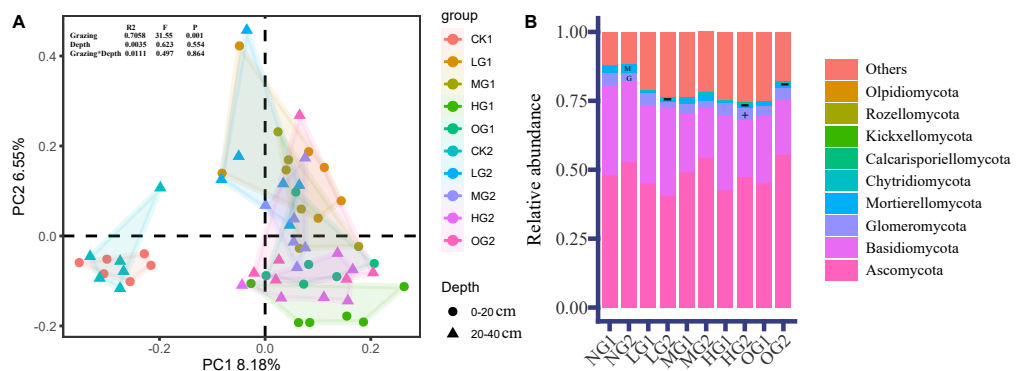 A
R2 F P
Grazing 0.7058 31.55 0.001
Depth 0.0035 0.623 0.554
Grazing*Depth 0.0111 0.497 0.864
0.4
0.2
0.0
-0.2
PC2 6.55%
-0.2 0.0 0.2
PC1 8.18%
group
CK1
LG1
MG1
HG1
OG1
CK2
LG2
MG2
HG2
OG2
Depth
0-20 cm
20-40 cm
B
Relative abundance
1.00
0.75
0.50
0.25
0.00
M
G
-
-
+
-
NG1 NG2 LG1 LG2 MG1 MG2 HG1 HG2 OG1 OG2
Others
Olpidiomycota
Rozellomycota
Kickxellomycota
Calcarisporiellomycota
Chytridiomycota
Mortierellomycota
Glomeromycota
Basidiomycota
Ascomycota